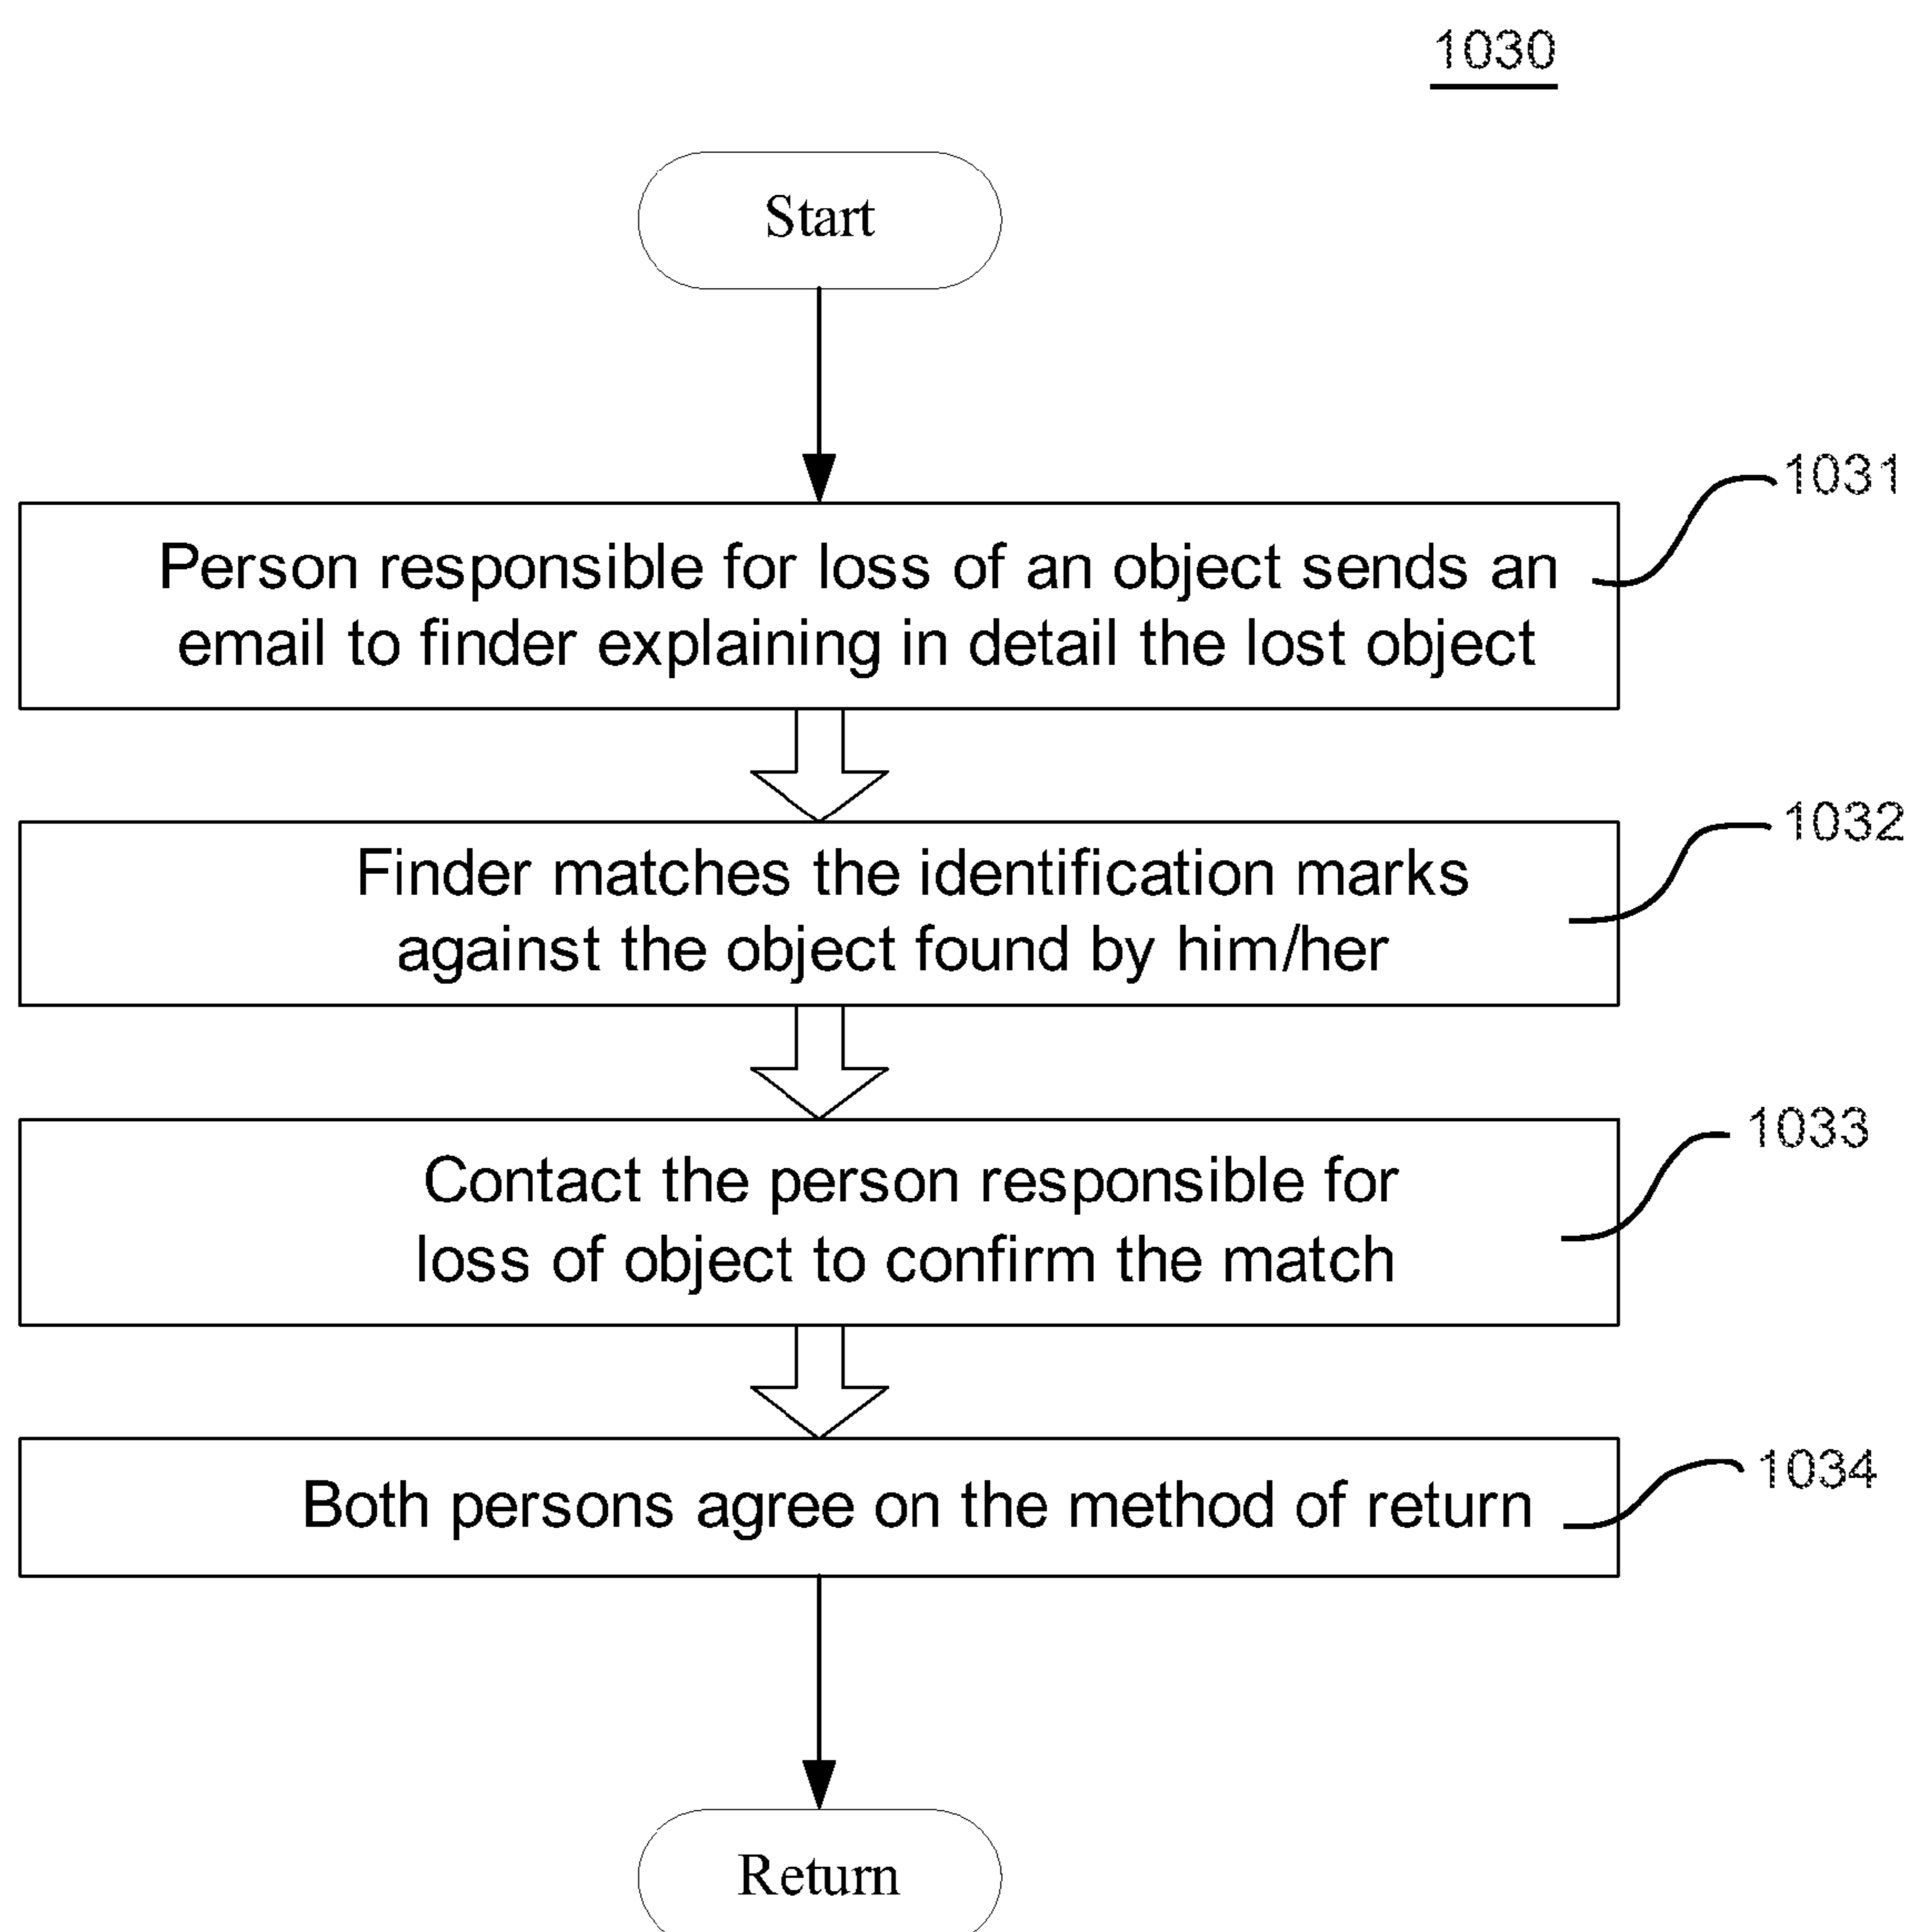 1030
Start
1031
Person responsible for loss of an object sends an
email to finder explaining in detail the lost object
1032
Finder matches the identification marks
against the object found by him/her
1033
Contact the person responsible for
loss of object to confirm the match
1034
Both persons agree on the method of return
Return